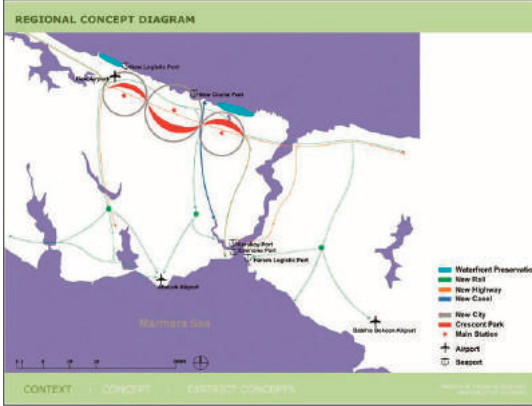 REGIONAL CONCEPT DIAGRAM
New Logistic Port
New Cruise Port
Port
Port
Harem Logistic Port
Ataturk Airport
Marmara Sea
Sabiha Gokcen Airport
Waterfront Preservation
New Rail
New Highway
New Canal
New City
Crescent Park
Main Station
Airport
Seaport
CONTEXT
CONCEPT
DISTRICT CONCEPTS